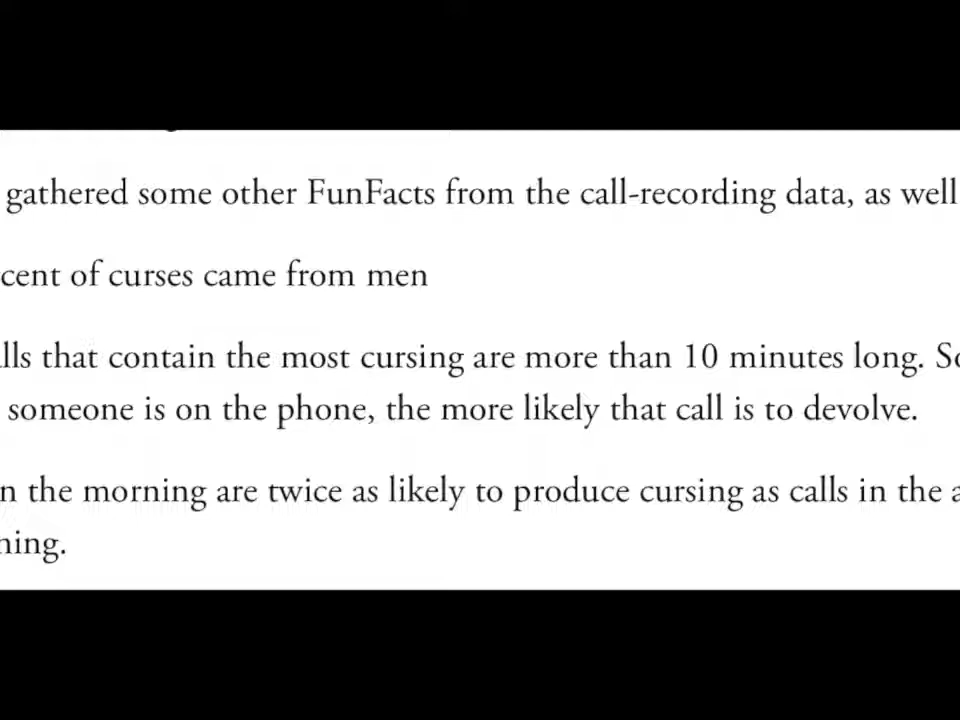 gathered some other FunFacts from the call-recording data, as well
cent of curses came from men
lls that contain the most cursing are more than 10 minutes long. So
someone is on the phone, the more likely that call is to devolve.
n the morning are twice as likely to produce cursing as calls in the a
ning.